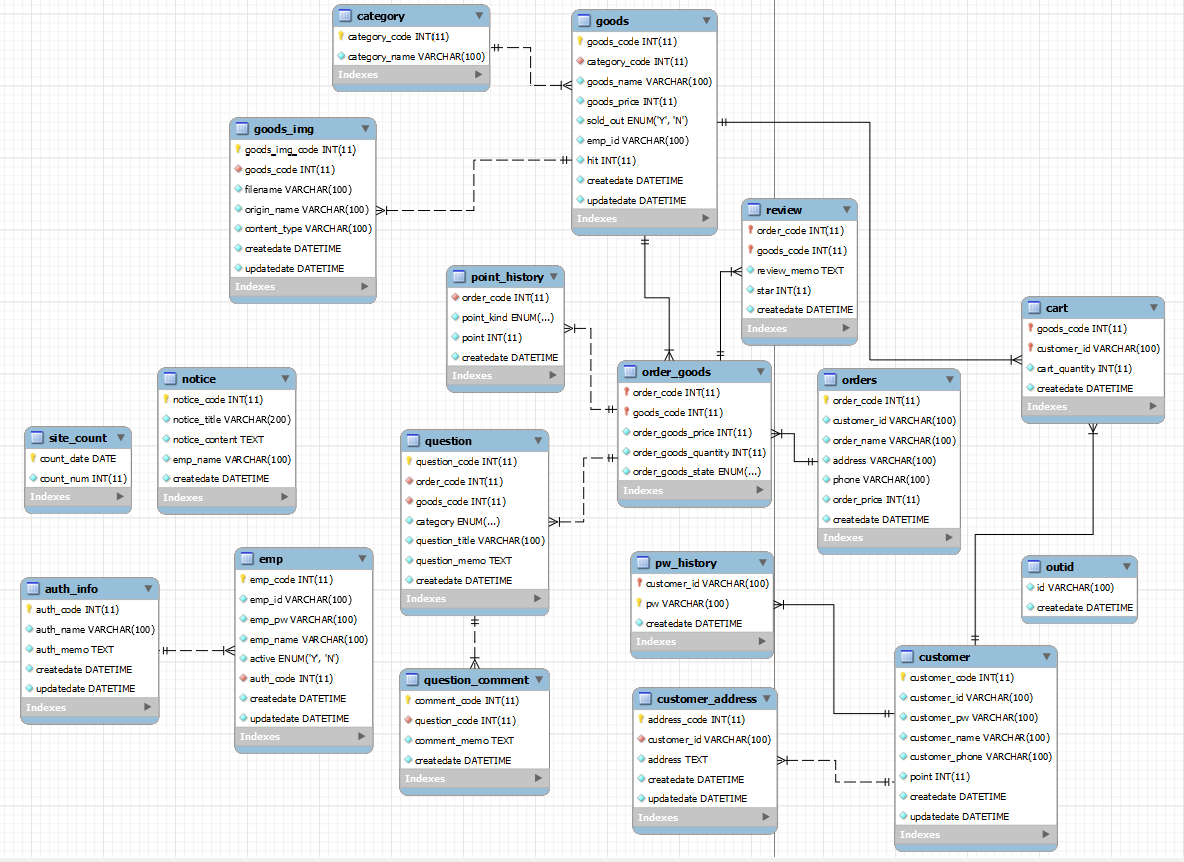 category
category_code INT(11)
category_name VARCHAR(100)
Indexes
goods
goods_code INT(11)
category_code INT(11)
goods_name VARCHAR(100)
goods_price INT(11)
sold_out ENUM('Y', 'N')
emp_id VARCHAR(100)
hit INT(11)
createdate DATETIME
updatedate DATETIME
Indexes
goods_img
goods_img_code INT(11)
goods_code INT(11)
filename VARCHAR(100)
origin_name VARCHAR(100)
content_type VARCHAR(100)
createdate DATETIME
updatedate DATETIME
Indexes
review
order_code INT(11)
goods_code INT(11)
review_memo TEXT
star INT(11)
createdate DATETIME
Indexes
point_history
order_code INT(11)
point_kind ENUM(...)
point INT(11)
createdate DATETIME
Indexes
cart
goods_code INT(11)
customer_id VARCHAR(100)
cart_quantity INT(11)
createdate DATETIME
Indexes
order_goods
order_code INT(11)
goods_code INT(11)
order_goods_price INT(11)
order_goods_quantity INT(11)
order_goods_state ENUM(...)
Indexes
orders
order_code INT(11)
customer_id VARCHAR(100)
order_name VARCHAR(100)
address VARCHAR(100)
phone VARCHAR(100)
order_price INT(11)
createdate DATETIME
Indexes
notice
notice_code INT(11)
notice_title VARCHAR(200)
notice_content TEXT
emp_name VARCHAR(100)
createdate DATETIME
Indexes
site_count
count_date DATE
count_num INT(11)
Indexes
question
question_code INT(11)
order_code INT(11)
goods_code INT(11)
category ENUM(...)
question_title VARCHAR(100)
question_memo TEXT
createdate DATETIME
Indexes
emp
emp_code INT(11)
emp_id VARCHAR(100)
emp_pw VARCHAR(100)
emp_name VARCHAR(100)
active ENUM('Y', 'N')
auth_code INT(11)
createdate DATETIME
updatedate DATETIME
Indexes
auth_info
auth_code INT(11)
auth_name VARCHAR(100)
auth_memo TEXT
createdate DATETIME
updatedate DATETIME
Indexes
pw_history
customer_id VARCHAR(100)
pw VARCHAR(100)
createdate DATETIME
Indexes
outid
id VARCHAR(100)
createdate DATETIME
question_comment
comment_code INT(11)
question_code INT(11)
comment_memo TEXT
createdate DATETIME
Indexes
customer_address
address_code INT(11)
customer_id VARCHAR(100)
address TEXT
createdate DATETIME
updatedate DATETIME
Indexes
customer
customer_code INT(11)
customer_id VARCHAR(100)
customer_pw VARCHAR(100)
customer_name VARCHAR(100)
customer_phone VARCHAR(100)
point INT(11)
createdate DATETIME
updatedate DATETIME
Indexes